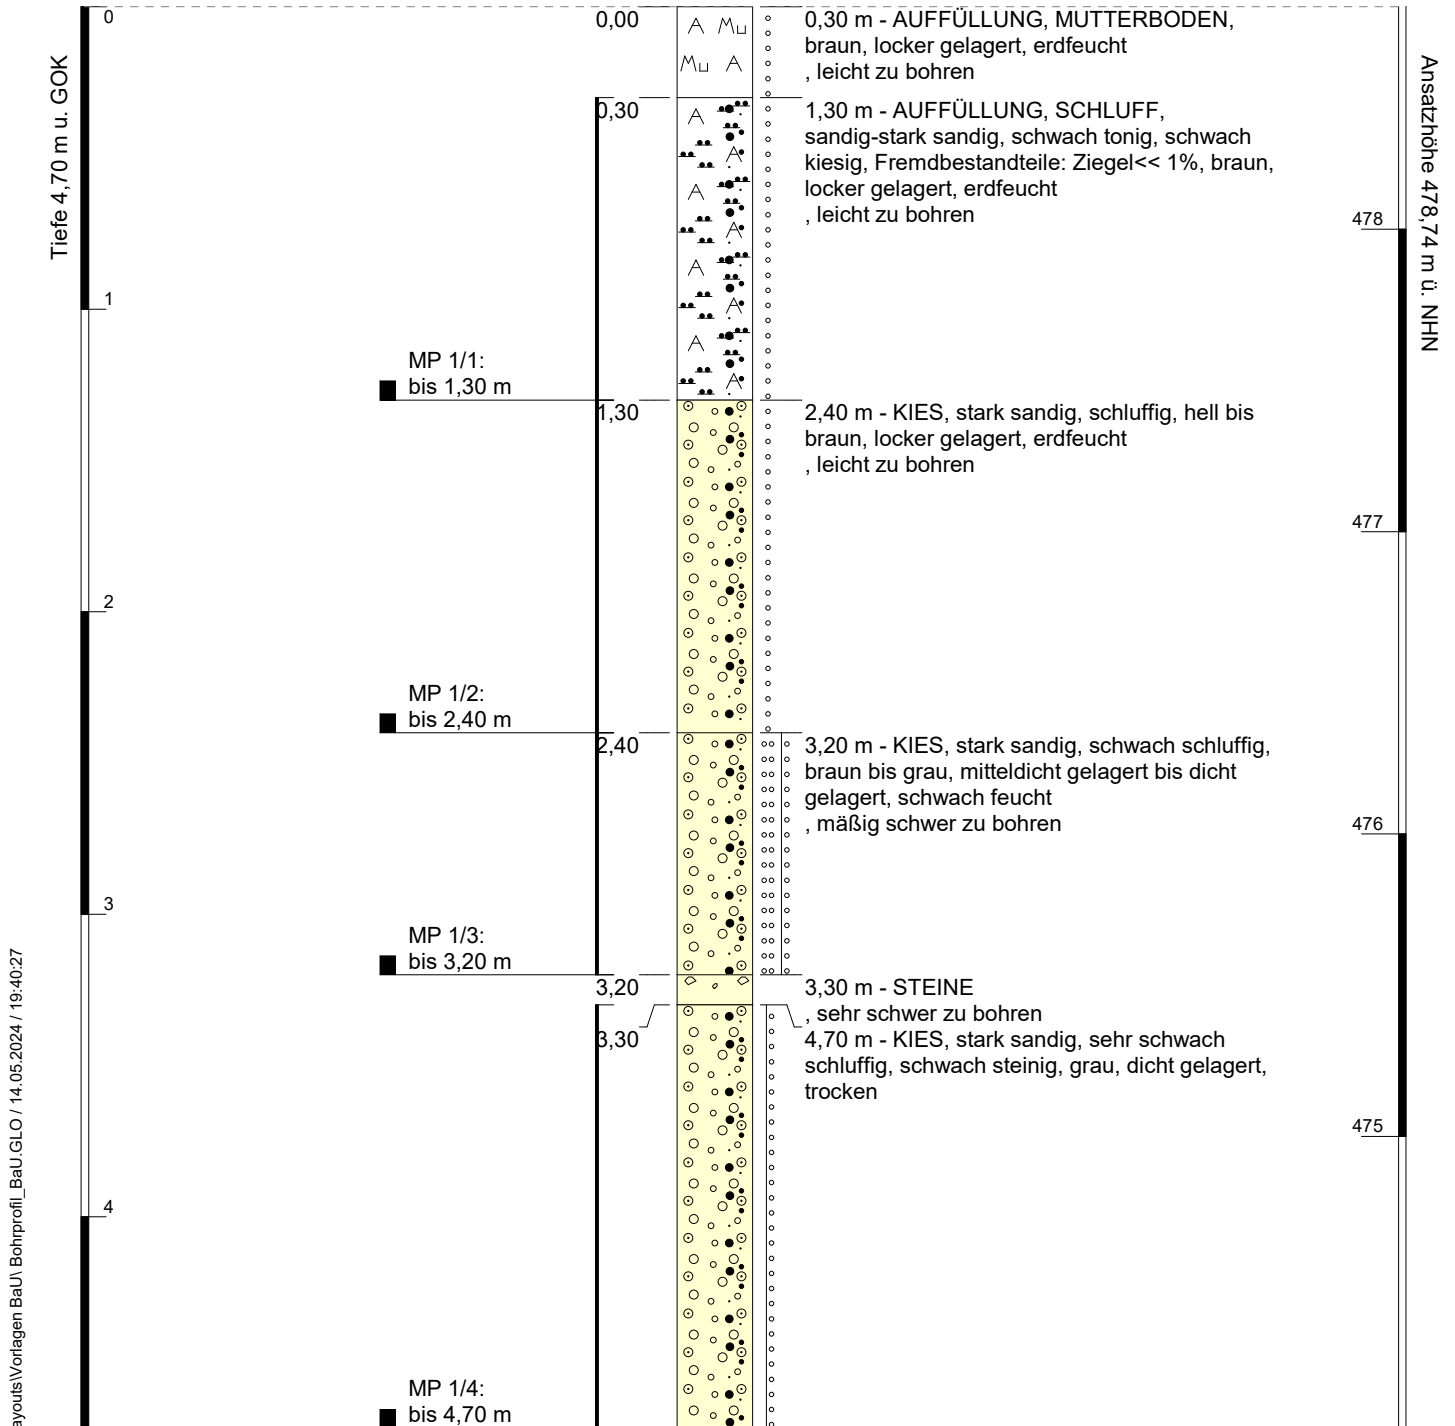 Tiefe 4,70 m u. GOK
Ansatzhöhe 478,74 m ü. NHN
0
0,00
A Mu
Mu A
0,30 m - AUFFÜLLUNG, MUTTERBODEN,
braun, locker gelagert, erdfeucht
, leicht zu bohren
0,30
A
A
A
A
A
A
A
A
1,30 m - AUFFÜLLUNG, SCHLUFF,
sandig-stark sandig, schwach tonig, schwach
kiesig, Fremdbestandteile: Ziegel<< 1%, braun,
locker gelagert, erdfeucht
, leicht zu bohren
478
1
MP 1/1:
bis 1,30 m
1,30
2,40 m - KIES, stark sandig, schluffig, hell bis
braun, locker gelagert, erdfeucht
, leicht zu bohren
477
2
MP 1/2:
bis 2,40 m
2,40
3,20 m - KIES, stark sandig, schwach schluffig,
braun bis grau, mitteldicht gelagert bis dicht
gelagert, schwach feucht
, mäßig schwer zu bohren
476
3
MP 1/3:
bis 3,20 m
3,20
3,30 m - STEINE
, sehr schwer zu bohren
3,30
4,70 m - KIES, stark sandig, sehr schwach
schluffig, schwach steinig, grau, dicht gelagert,
trocken
475
4
MP 1/4:
bis 4,70 m
ayouts\Vorlagen BaU\ Bohrprofil_BaU.GLO / 14.05.2024 / 19:40:27